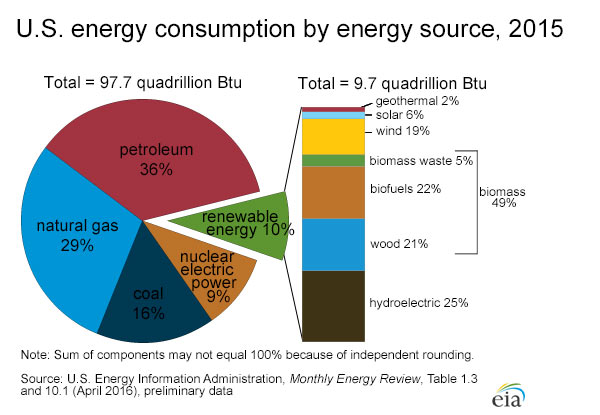 U.S. energy consumption by energy source, 2015
Total = 97.7 quadrillion Btu
Total = 9.7 quadrillion Btu
petroleum
36%
natural gas
29%
coal
16%
nuclear
electric
power
9%
renewable
energy 10%
geothermal 2%
solar 6%
wind 19%
biomass waste 5%
biofuels 22%
wood 21%
hydroelectric 25%
biomass
49%
Note: Sum of components may not equal 100% because of independent rounding.
Source: U.S. Energy Information Administration, Monthly Energy Review, Table 1.3
and 10.1 (April 2016), preliminary data
eia